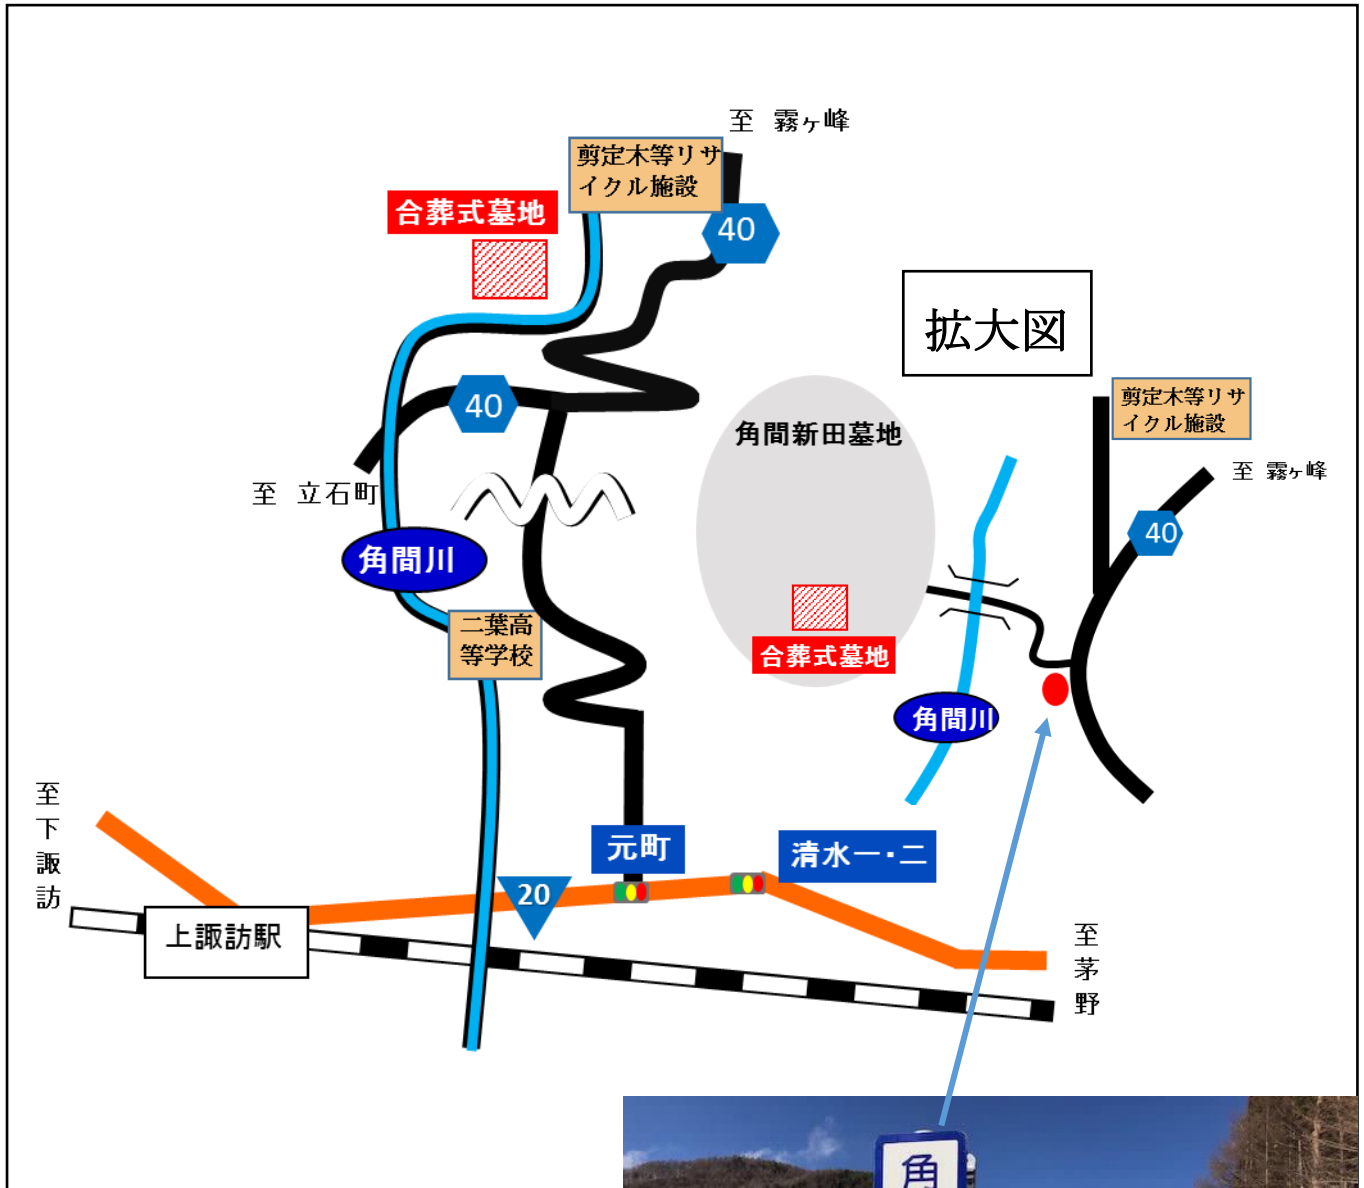 至 霧ヶ峰
剪定木等リサ
イクル施設
合葬式墓地
40
拡大図
40
剪定木等リサ
イクル施設
角間新田墓地
至 霧ヶ峰
至 立石町
40
角間川
二葉高
等学校
合葬式墓地
角間川
至下諏訪
元町
清水一・二
20
上諏訪駅
至茅野
角